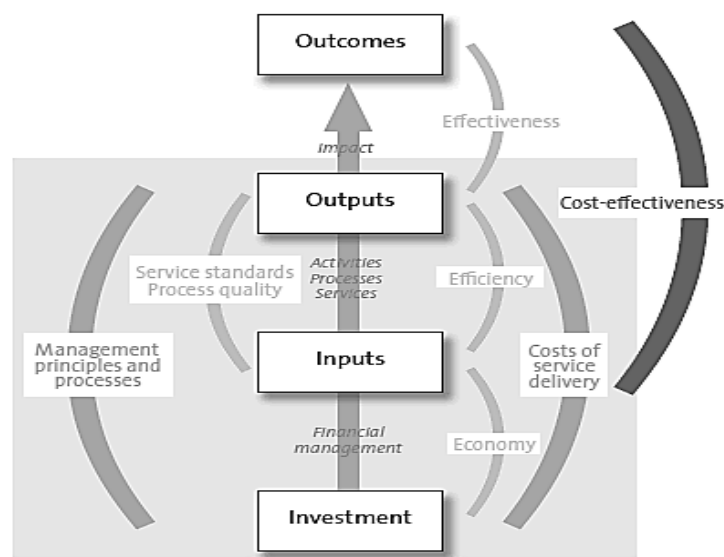 Outcomes
Effectiveness
Impact
Cost-effectiveness
Outputs
Service standards
Process quality
Activities
Processes
Services
Efficiency
Management
principles and
processes
Inputs
Costs of
service
delivery
Financial
management
Economy
Investment